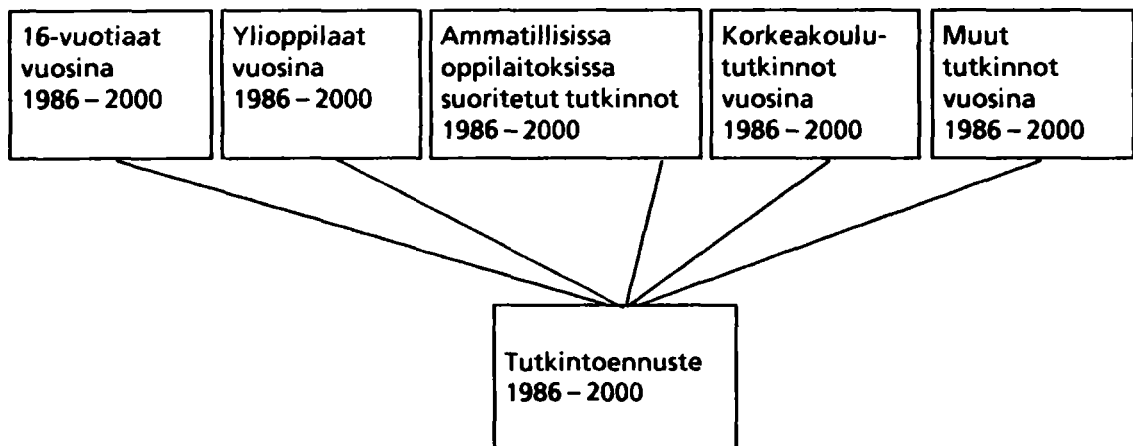 16-vuotiaat
vuosina
1986 – 2000
Ylioppilaat
vuosina
1986 – 2000
Ammatillisissa
oppilaitoksissa
suoritetut tutkinnot
1986 – 2000
Korkeakoulu-
tutkinnot
vuosina
1986 – 2000
Muut
tutkinnot
vuosina
1986 – 2000
Tutkintoennuste
1986 – 2000